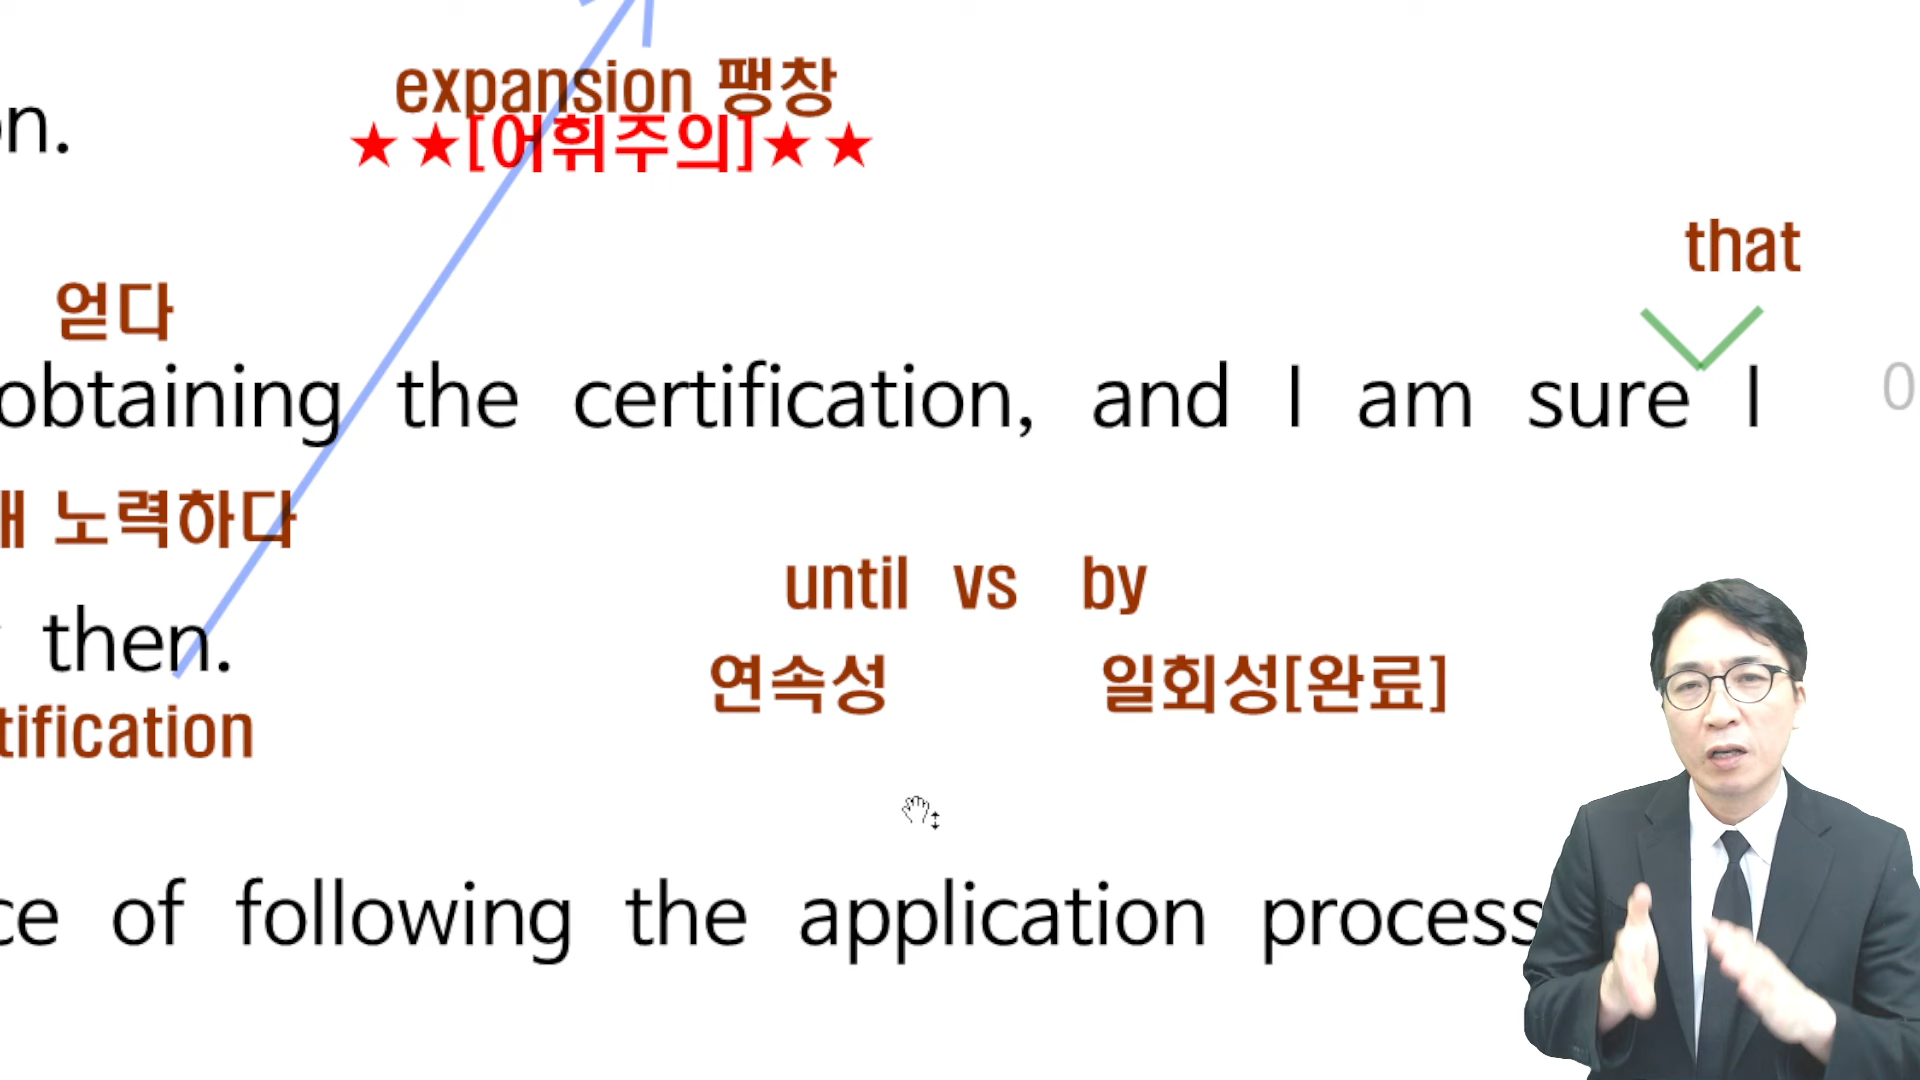 expansion 팽창
on.
★★[어휘주의]★★
that
얻다
obtaining the certification, and I am sure I
노력하다
until vs by
then.
연속성 일회성[완료]
tification
ce of following the application process